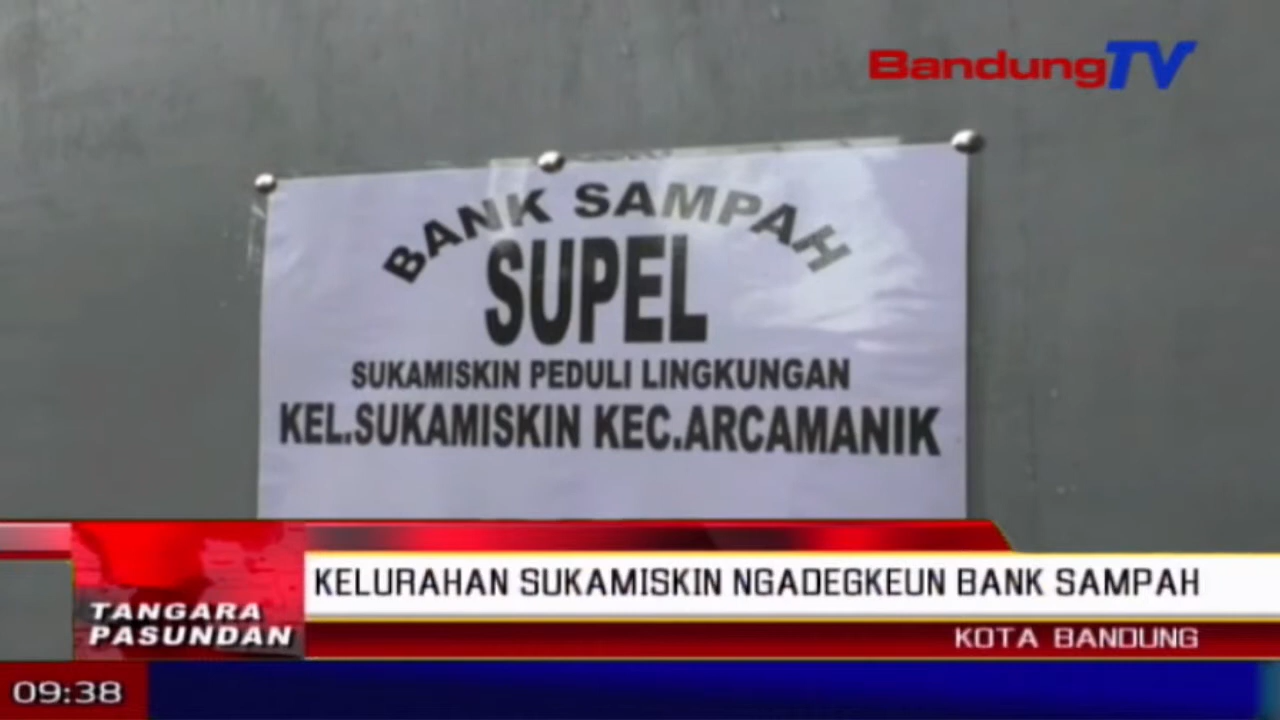 BandungTV
BANK SAMPAH
SUPEL
SUKAMISKIN PEDULI LINGKUNGAN
KEL.SUKAMISKIN KEC.ARCAMANIK
KELURAHAN SUKAMISKIN NGADEGKEUN BANK SAMPAH
TANGARA
PASUNDAN
KOTA BANDUNG
09:38